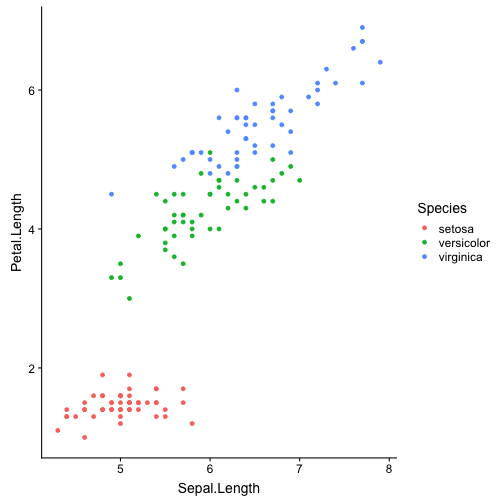 6
4
2
Petal.Length
5 6 7 8
Sepal.Length
Species
setosa
versicolor
virginica